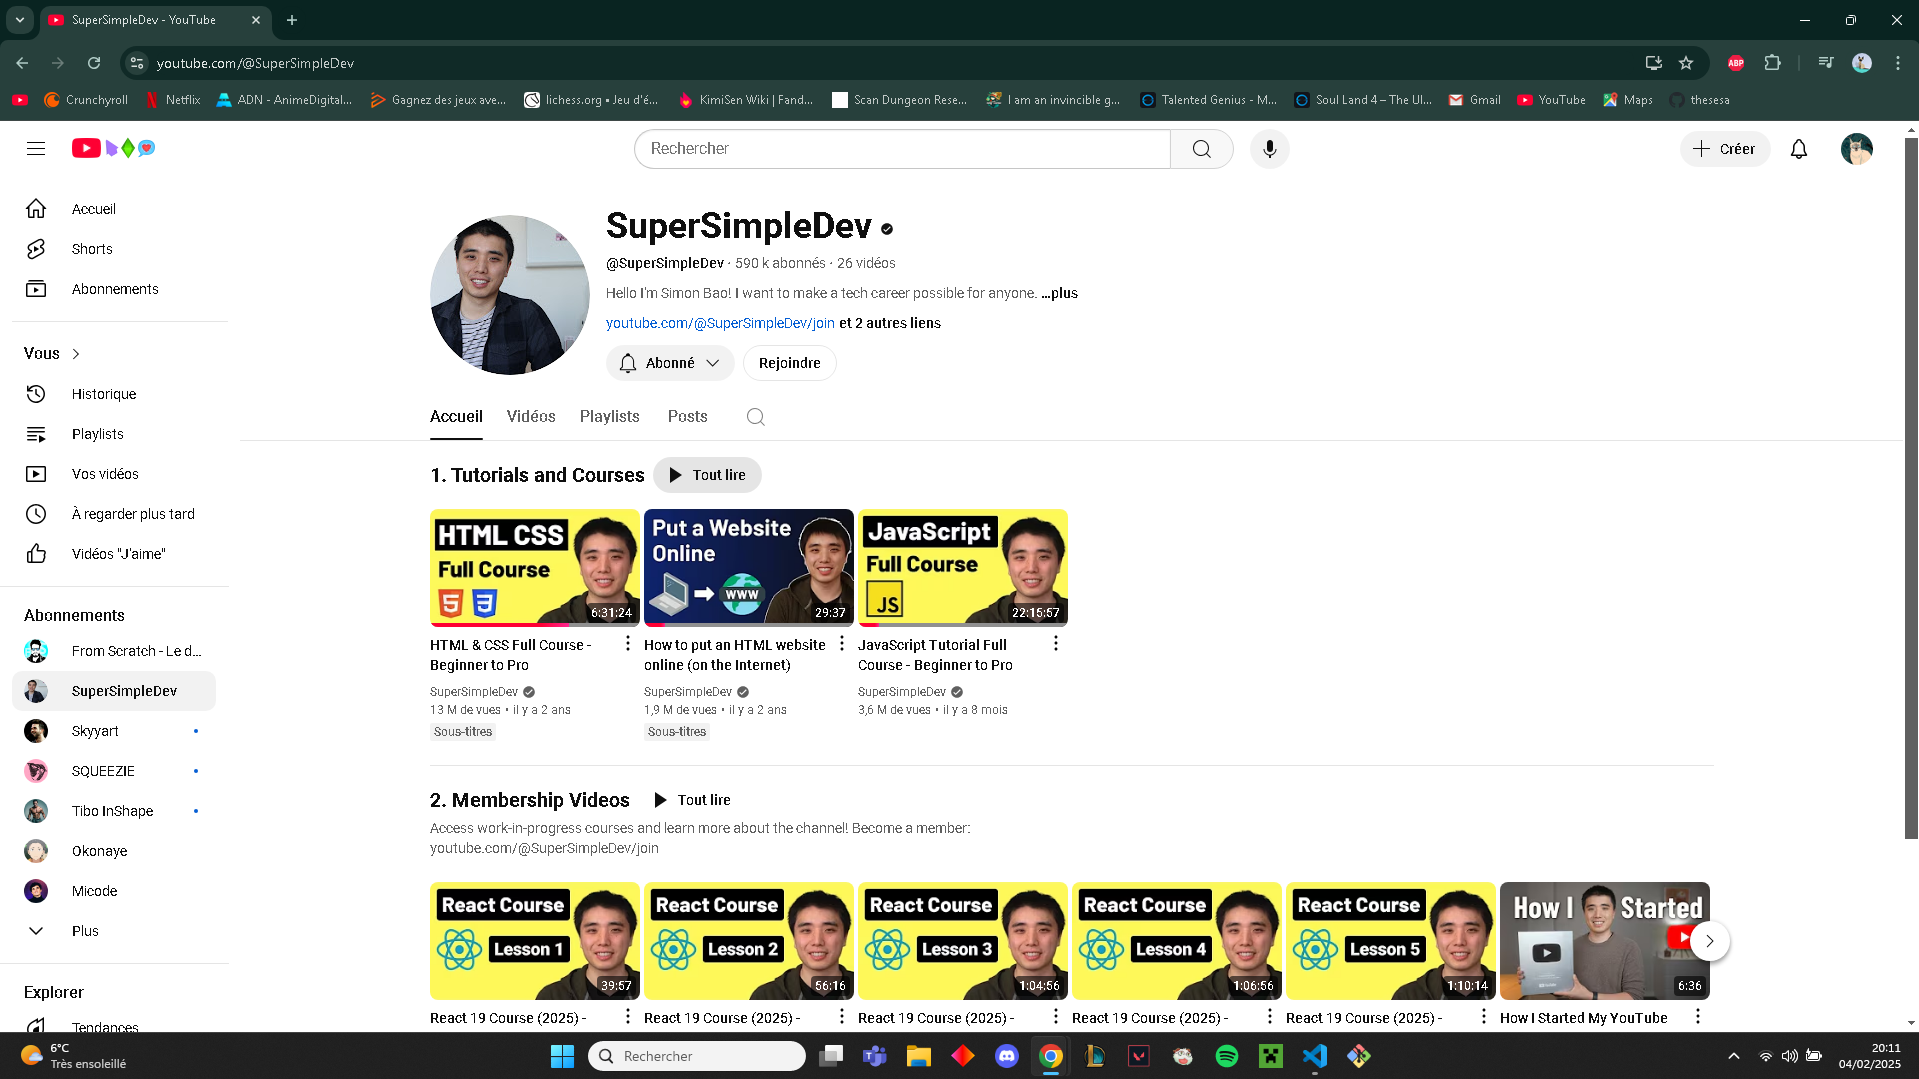 SuperSimpleDev - YouTube
youtube.com/@SuperSimpleDev
ABP
Crunchyroll
Netflix
ADN - AnimeDigital...
Gagnez des jeux ave...
lichess.org • Jeu d'é...
KimiSen Wiki | Fand...
Scan Dungeon Rese...
I am an invincible g...
Talented Genius - M...
Soul Land 4 – The Ul...
Gmail
YouTube
Maps
thesesa
Rechercher
Créer
Accueil
Shorts
Abonnements
Vous
Historique
Playlists
Vos vidéos
À regarder plus tard
Vidéos "J'aime"
Abonnements
From Scratch - Le d...
SuperSimpleDev
Skyyart
SQUEEZIE
Tibo InShape
Okonaye
Micode
Plus
Explorer
Tendances
SuperSimpleDev
@SuperSimpleDev · 590 k abonnés · 26 vidéos
Hello I'm Simon Bao! I want to make a tech career possible for anyone. ...plus
youtube.com/@SuperSimpleDev/join et 2 autres liens
Abonné
Rejoindre
Accueil
Vidéos
Playlists
Posts
1. Tutorials and Courses
Tout lire
HTML CSS
Full Course
5
3
6:31:24
HTML & CSS Full Course -
Beginner to Pro
SuperSimpleDev
13 M de vues • il y a 2 ans
Sous-titres
Put a Website
Online
WWW
29:37
How to put an HTML website
online (on the Internet)
SuperSimpleDev
1,9 M de vues • il y a 2 ans
Sous-titres
JavaScript
Full Course
JS
22:15:57
JavaScript Tutorial Full
Course - Beginner to Pro
SuperSimpleDev
3,6 M de vues • il y a 8 mois
2. Membership Videos
Tout lire
Access work-in-progress courses and learn more about the channel! Become a member:
youtube.com/@SuperSimpleDev/join
React Course
Lesson 1
39:57
React 19 Course (2025) -
React Course
Lesson 2
56:16
React 19 Course (2025) -
React Course
Lesson 3
1:04:56
React 19 Course (2025) -
React Course
Lesson 4
1:06:56
React 19 Course (2025) -
React Course
Lesson 5
1:10:14
React 19 Course (2025) -
How I Started
6:36
How I Started My YouTube
6°C
Très ensoleillé
Rechercher
20:11
04/02/2025